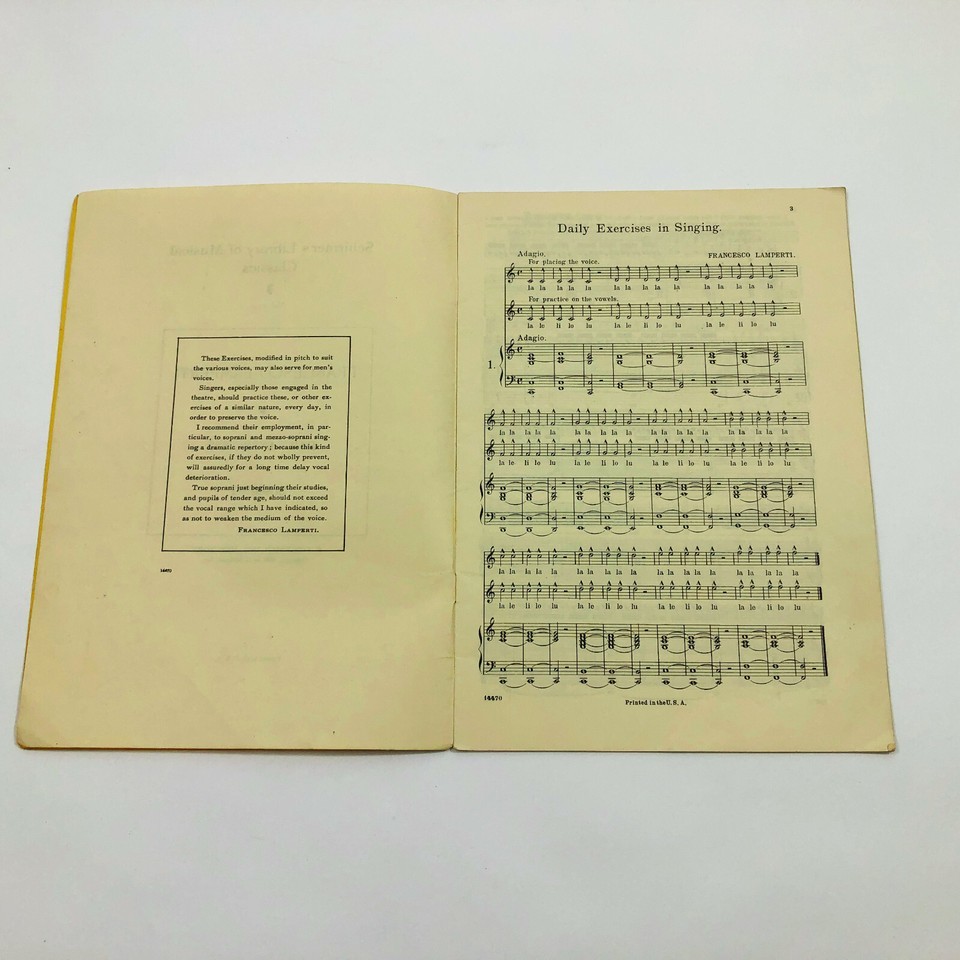 These Exercises, modified in pitch to suit
the various voices, may also serve for men's
voices.
Singers, especially those engaged in the
theatre, should practice these, or other ex-
ercises of a similar nature, every day, in
order to preserve the voice.
I recommend their employment, in par-
ticular, to soprani and mezzo-soprani sing-
ing a dramatic repertory; because this kind
of exercises, if they do not wholly prevent,
will assuredly for a long time delay vocal
deterioration.
True soprani just beginning their studies,
and pupils of tender age, should not exceed
the vocal range which I have indicated, so
as not to weaken the medium of the voice.
FRANCESCO LAMPERTI.
14470
3
Daily Exercises in Singing.
FRANCESCO LAMPERTI.
Adagio.
For placing the voice.
la la la la la la la la la la la la la la la
For practice on the vowels.
la le li lo lu la le li lo lu la le li lo lu
Adagio.
1.
la la la la la la la la la la la la la la la la la la la la
la le li lo lu la le li lo lu la le li lo lu la le li lo lu
la la la la la la la la la la la la la la la la la la la la
la le li lo lu la le li lo lu la le li lo lu la le li lo lu
14470
Printed in the U. S. A.